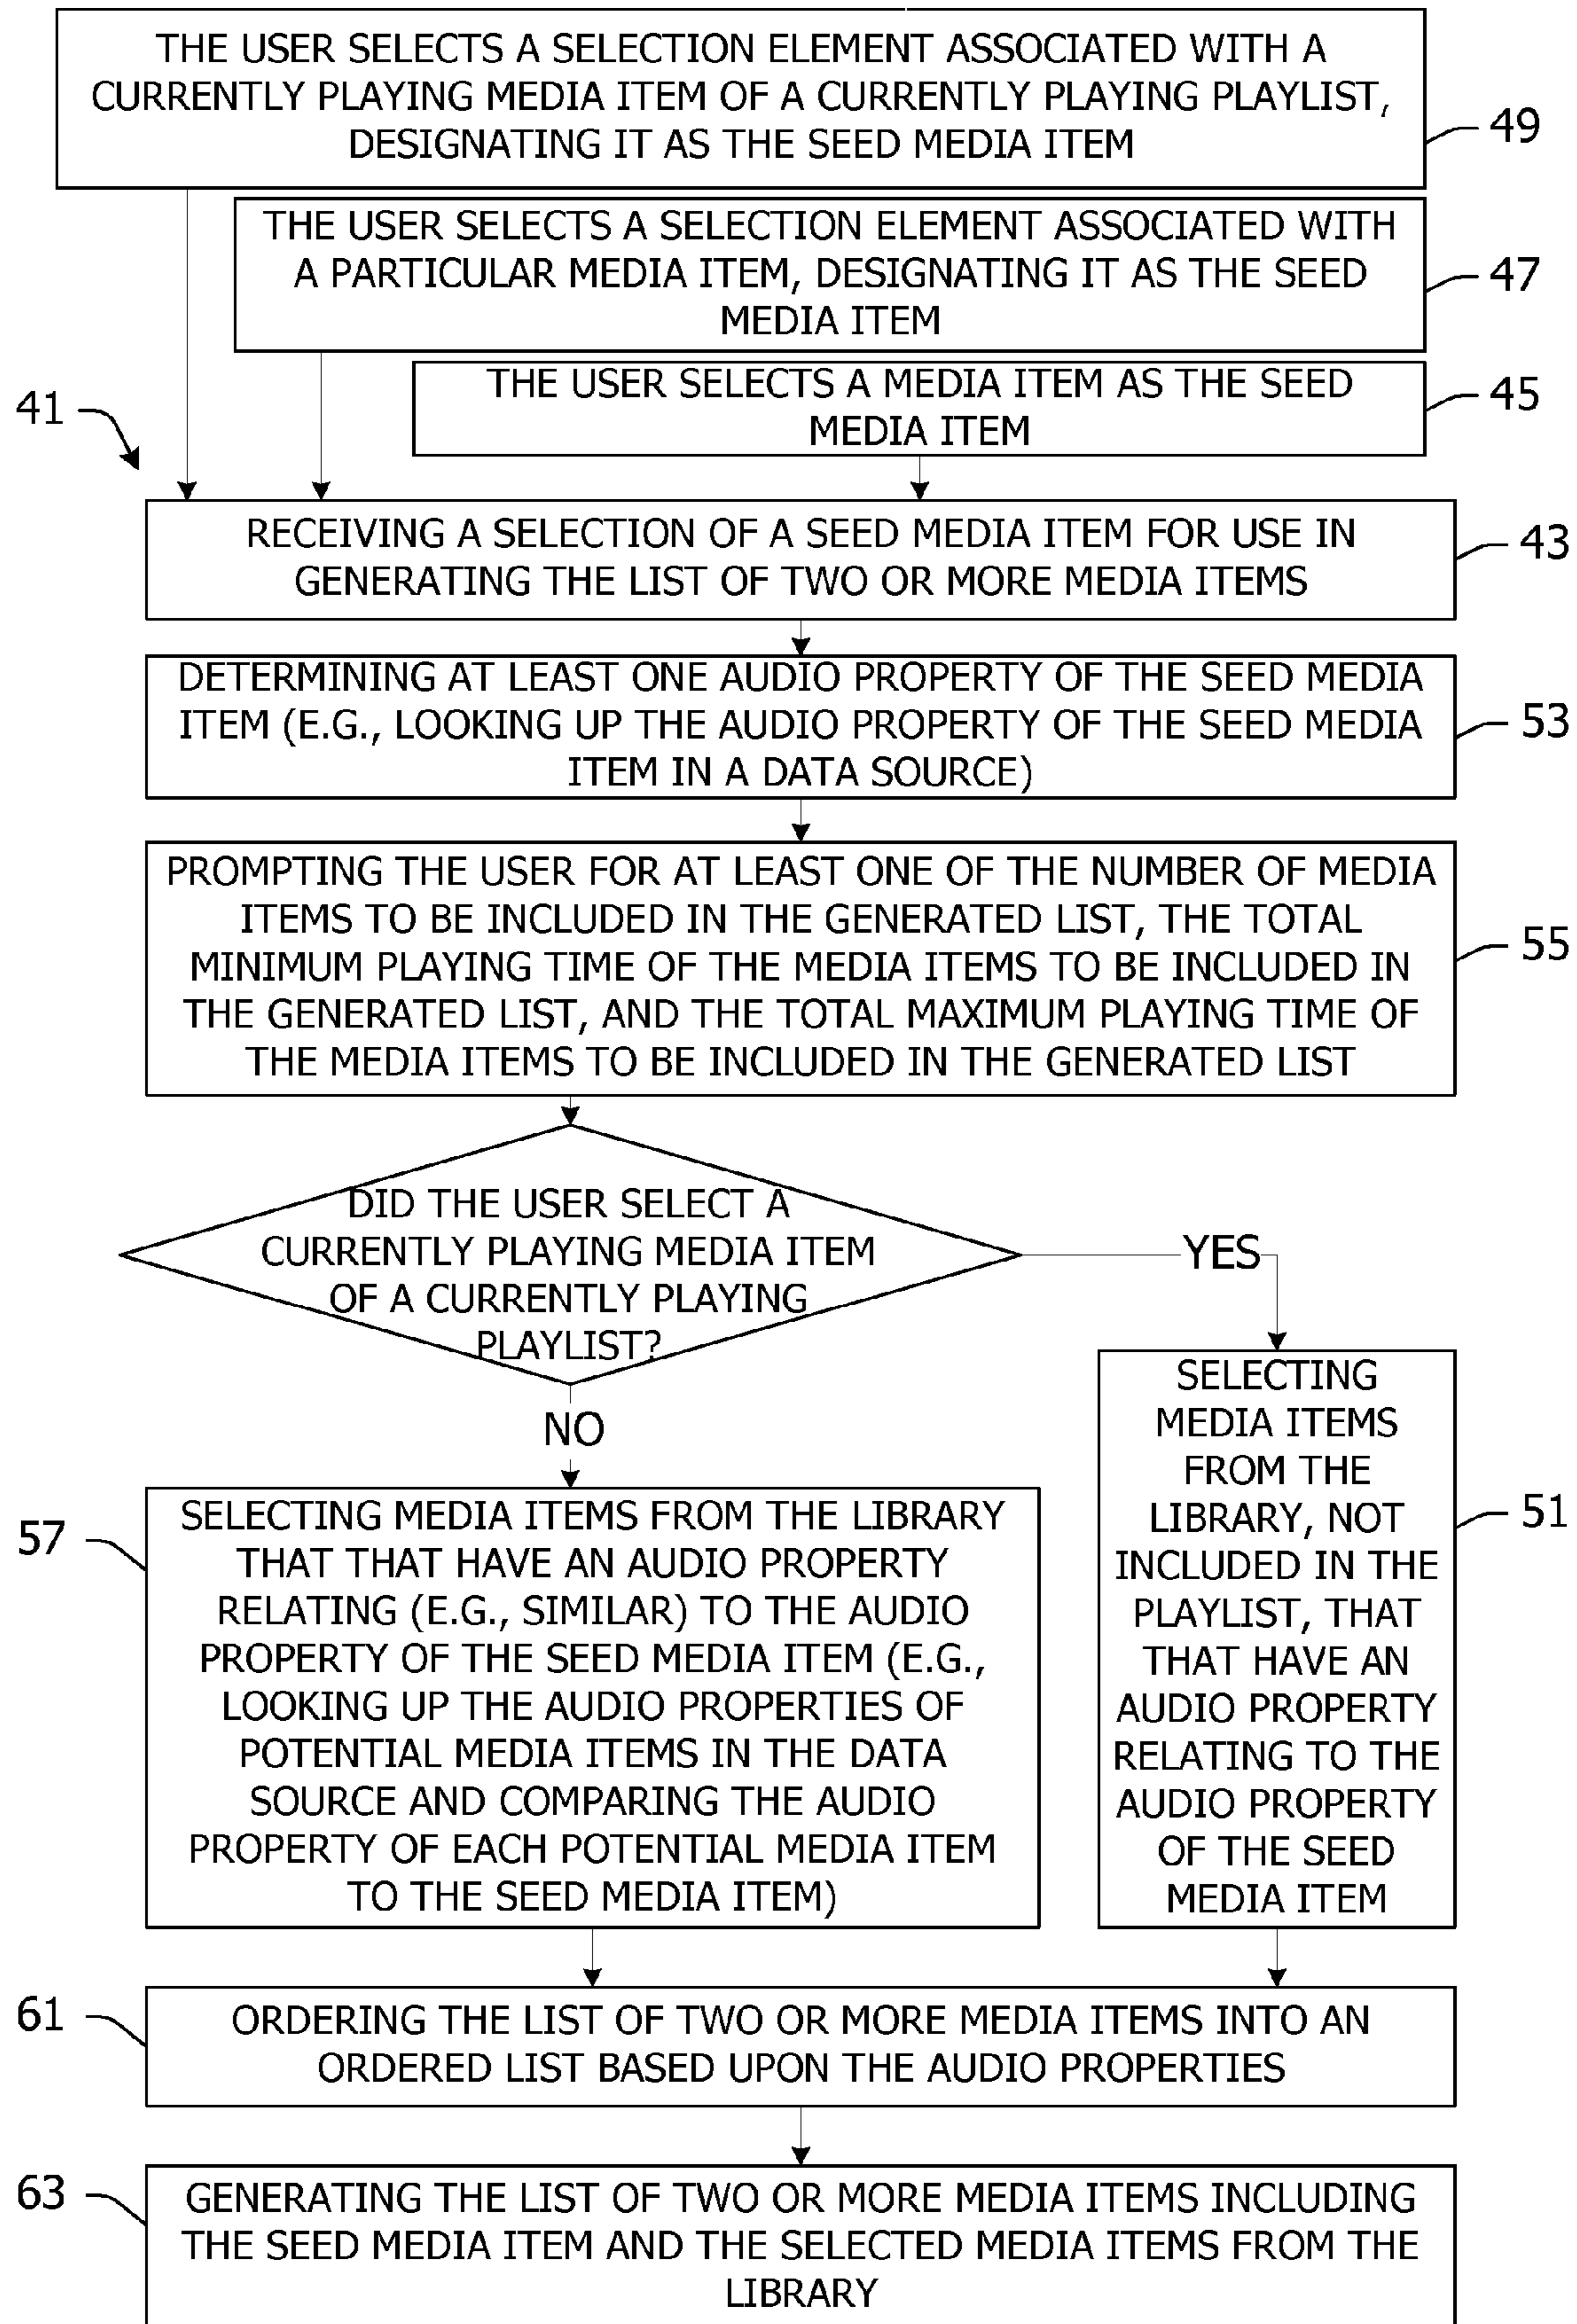 THE USER SELECTS A SELECTION ELEMENT ASSOCIATED WITH A
CURRENTLY PLAYING MEDIA ITEM OF A CURRENTLY PLAYING PLAYLIST,
DESIGNATING IT AS THE SEED MEDIA ITEM
49
THE USER SELECTS A SELECTION ELEMENT ASSOCIATED WITH
A PARTICULAR MEDIA ITEM, DESIGNATING IT AS THE SEED
MEDIA ITEM
47
THE USER SELECTS A MEDIA ITEM AS THE SEED
MEDIA ITEM
45
41
RECEIVING A SELECTION OF A SEED MEDIA ITEM FOR USE IN
GENERATING THE LIST OF TWO OR MORE MEDIA ITEMS
43
DETERMINING AT LEAST ONE AUDIO PROPERTY OF THE SEED MEDIA
ITEM (E.G., LOOKING UP THE AUDIO PROPERTY OF THE SEED MEDIA
ITEM IN A DATA SOURCE)
53
PROMPTING THE USER FOR AT LEAST ONE OF THE NUMBER OF MEDIA
ITEMS TO BE INCLUDED IN THE GENERATED LIST, THE TOTAL
MINIMUM PLAYING TIME OF THE MEDIA ITEMS TO BE INCLUDED IN
THE GENERATED LIST, AND THE TOTAL MAXIMUM PLAYING TIME OF
THE MEDIA ITEMS TO BE INCLUDED IN THE GENERATED LIST
55
DID THE USER SELECT A
CURRENTLY PLAYING MEDIA ITEM
OF A CURRENTLY PLAYING
PLAYLIST?
YES
NO
57
SELECTING MEDIA ITEMS FROM THE LIBRARY
THAT THAT HAVE AN AUDIO PROPERTY
RELATING (E.G., SIMILAR) TO THE AUDIO
PROPERTY OF THE SEED MEDIA ITEM (E.G.,
LOOKING UP THE AUDIO PROPERTIES OF
POTENTIAL MEDIA ITEMS IN THE DATA
SOURCE AND COMPARING THE AUDIO
PROPERTY OF EACH POTENTIAL MEDIA ITEM
TO THE SEED MEDIA ITEM)
SELECTING
MEDIA ITEMS
FROM THE
LIBRARY, NOT
INCLUDED IN THE
PLAYLIST, THAT
THAT HAVE AN
AUDIO PROPERTY
RELATING TO THE
AUDIO PROPERTY
OF THE SEED
MEDIA ITEM
51
61
ORDERING THE LIST OF TWO OR MORE MEDIA ITEMS INTO AN
ORDERED LIST BASED UPON THE AUDIO PROPERTIES
63
GENERATING THE LIST OF TWO OR MORE MEDIA ITEMS INCLUDING
THE SEED MEDIA ITEM AND THE SELECTED MEDIA ITEMS FROM THE
LIBRARY